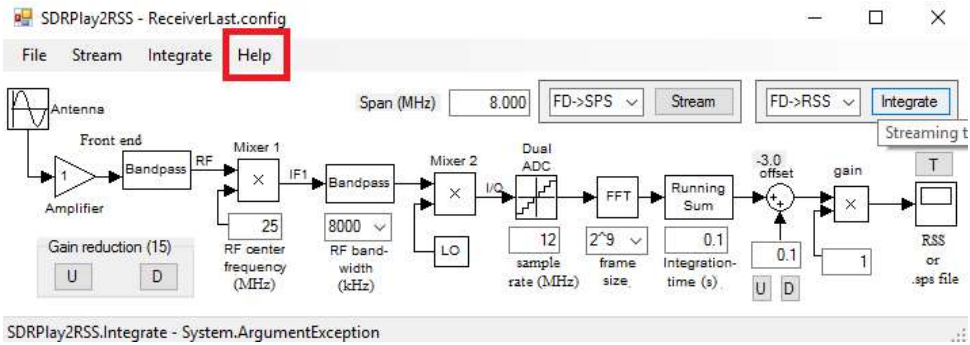 SDRPlay2RSS - ReceiverLast.config
File Stream Integrate Help
Span (MHz) 8.000 FD->SPS Stream FD->RSS Integrate
Streaming t
Antenna
Front end
Amplifier
1
Bandpass
RF
Mixer 1
×
IF1
Bandpass
Mixer 2
×
I/Q
LO
Dual
ADC
FFT
Running
Sum
-3.0
offset
gain
×
T
RSS
or
.sps file
25
RF center
frequency
(MHz)
8000
RF band-
width
(kHz)
12
sample
rate (MHz)
2^9
frame
size
0.1
Integration-
time (s)
0.1
U D
1
Gain reduction (15)
U D
SDRPlay2RSS.Integrate - System.ArgumentException